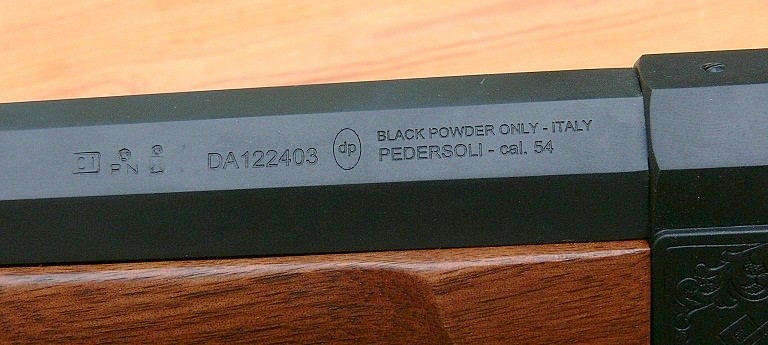 CI PN DA122403 dp
BLACK POWDER ONLY - ITALY
PEDERSOLI - cal. 54